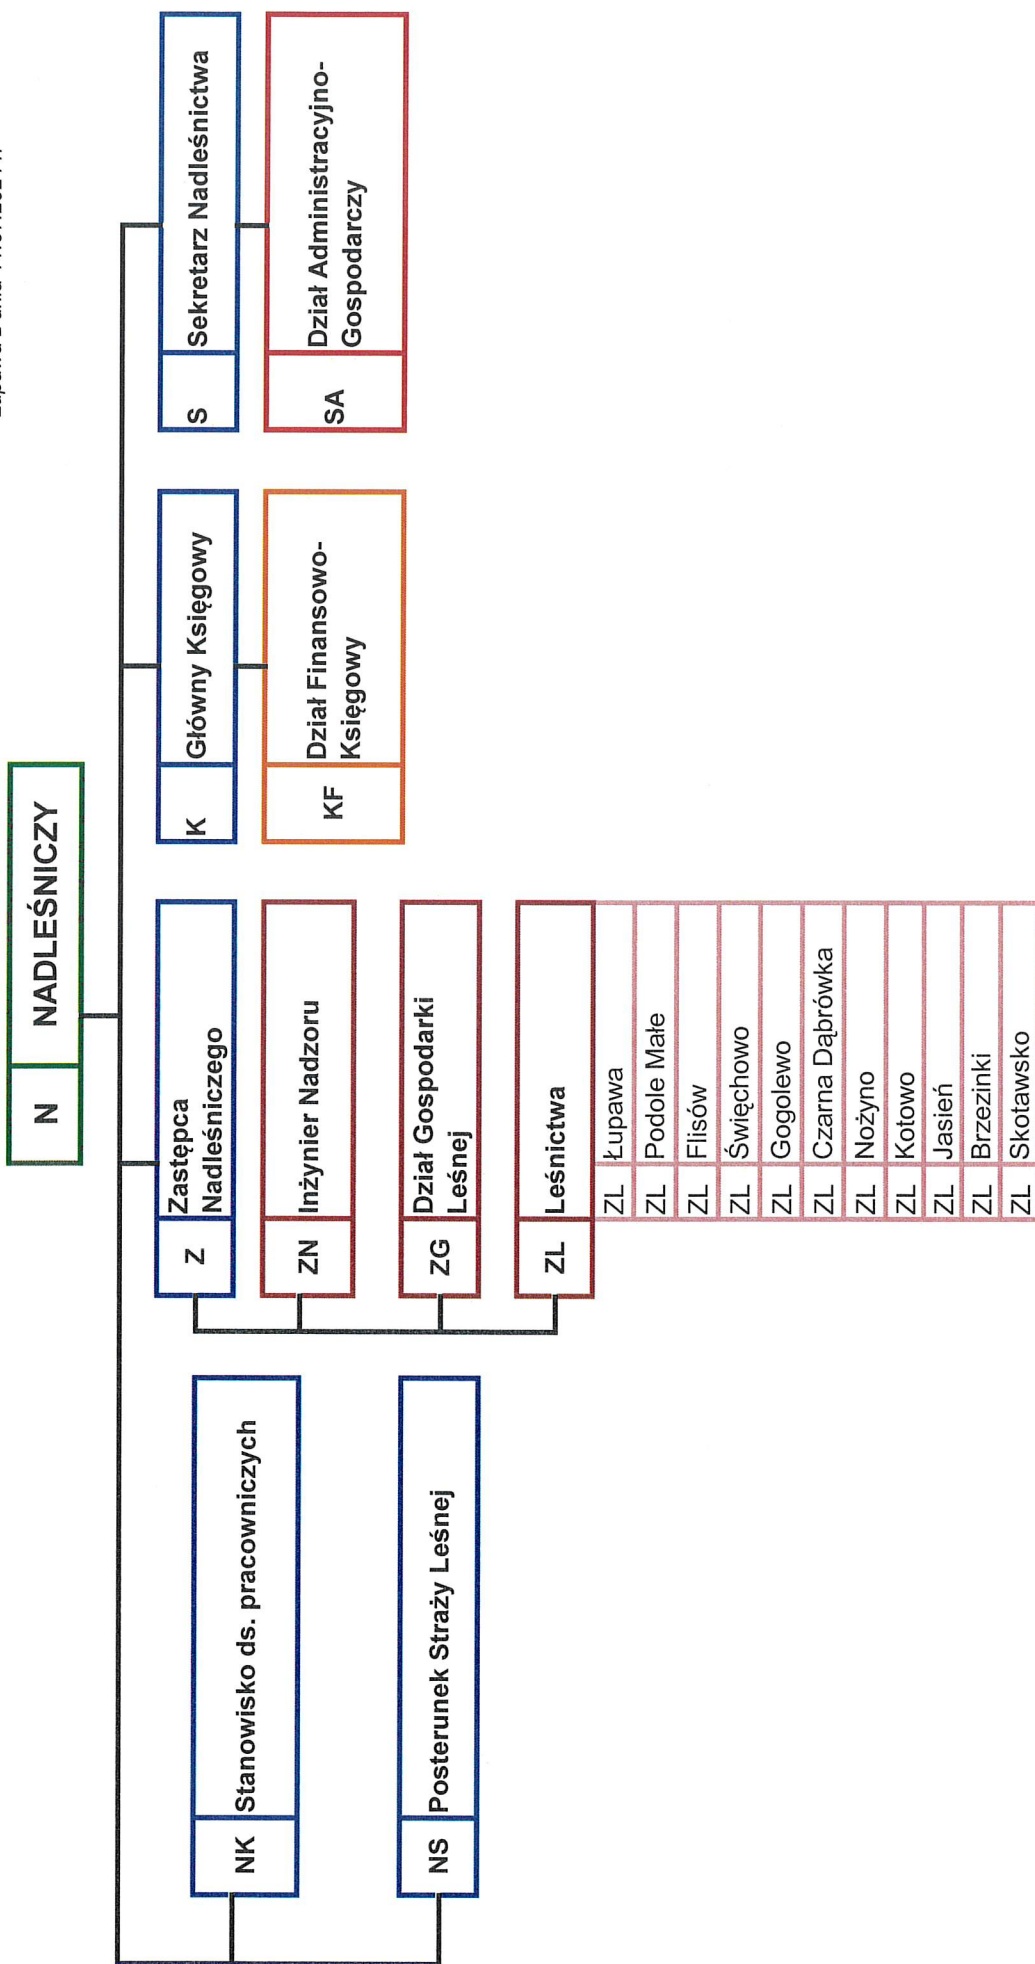 N NADLEŚNICZY
NK Stanowisko ds. pracowniczych
NS Posterunek Straży Leśnej
Z Zastępca
Nadleśniczego
ZN Inżynier Nadzoru
ZG Dział Gospodarki
Leśnej
ZL Leśnictwa
ZL Łupawa
ZL Podole Małe
ZL Flisów
ZL Święchowo
ZL Gogolewo
ZL Czarna Dąbrówka
ZL Nożyno
ZL Kotowo
ZL Jasień
ZL Brzezinki
ZL Skotawsko
K Główny Księgowy
KF Dział Finansowo-
Księgowy
S Sekretarz Nadleśnictwa
SA Dział Administracyjno-
Gospodarczy